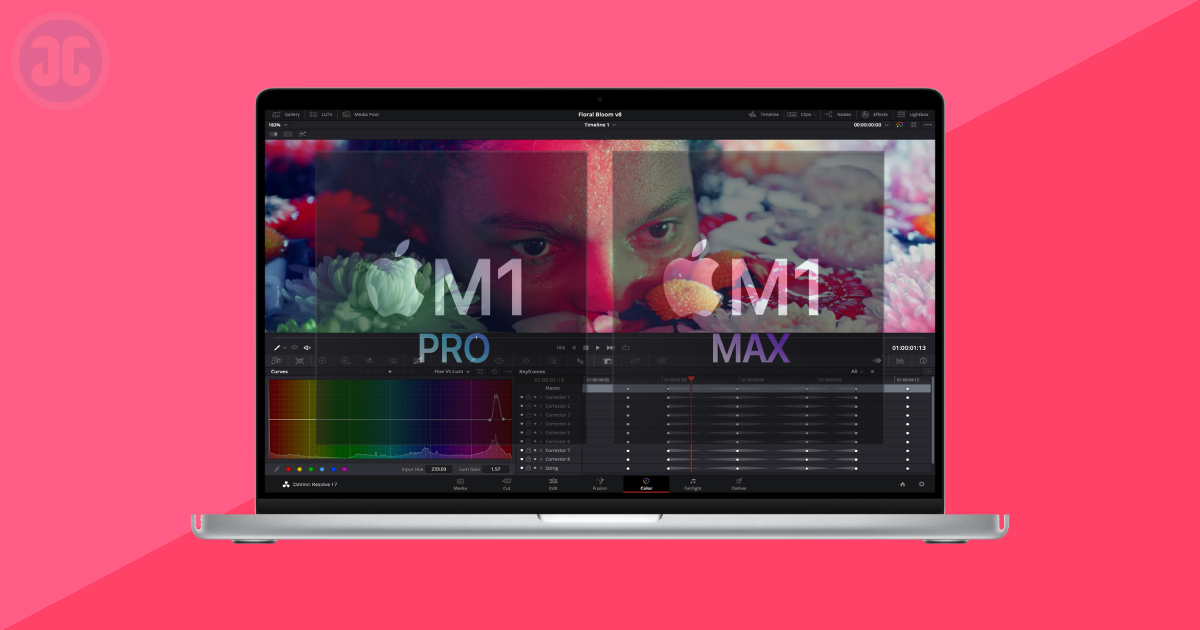 Gallery LUTs Media Pool Floral Bloom v8 Timeline Clips Nodes Effects Lightbox
183% Timeline 1 00:00:00:00
M1 M1
PRO MAX
01:00:01:13
Curves Hue Vs Lum Keyframes All
01:00:01:13 01:00:00:00 01:00:04:12
Master
Corrector 1
Corrector 2
Corrector 3
Corrector 4
Corrector 5
Corrector 6
Corrector 7
Corrector 8
Sizing
Input Hue 233.03 Lum Gain 1.57
DaVinci Resolve 17 Media Cut Edit Fusion Color Fairlight Deliver